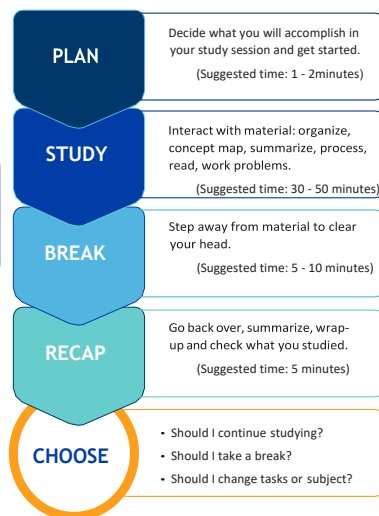 PLAN
Decide what you will accomplish in
your study session and get started.
(Suggested time: 1 - 2minutes)
STUDY
Interact with material: organize,
concept map, summarize, process,
read, work problems.
(Suggested time: 30 - 50 minutes)
BREAK
Step away from material to clear
your head.
(Suggested time: 5 - 10 minutes)
RECAP
Go back over, summarize, wrap-
up and check what you studied.
(Suggested time: 5 minutes)
CHOOSE
• Should I continue studying?
• Should I take a break?
• Should I change tasks or subject?